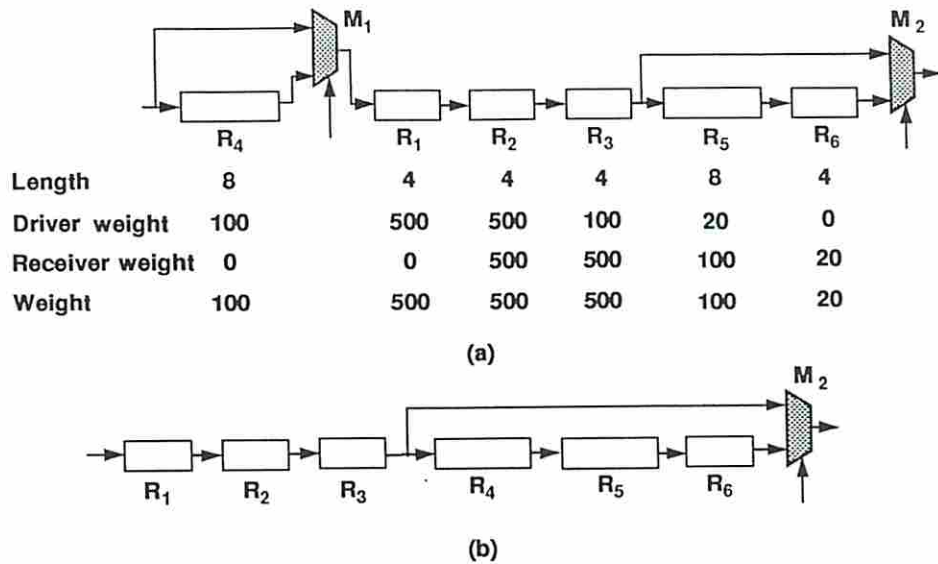 M1
M2
R4
R1
R2
R3
R5
R6
Length 8 4 4 4 8 4
Driver weight 100 500 500 100 20 0
Receiver weight 0 0 500 500 100 20
Weight 100 500 500 500 100 20
(a)
M2
R1
R2
R3
R4
R5
R6
(b)